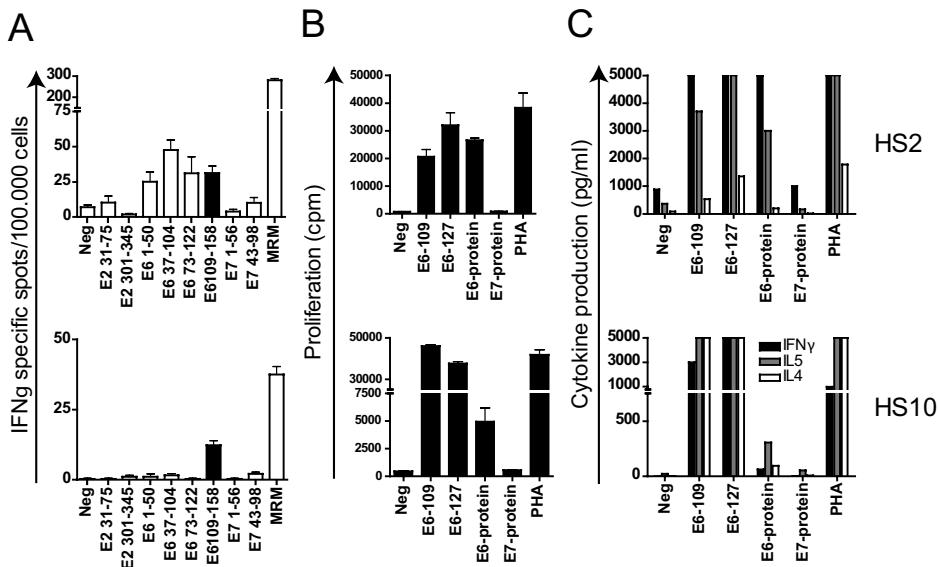 A
B
C
IFNg specific spots/100.000 cells
300
200
100
75
50
25
0
Neg
E2 31-75
E2 301-345
E6 1-50
E6 37-104
E6 73-122
E6109-158
E7 1-56
E7 43-98
MRM
50
25
0
Neg
E2 31-75
E2 301-345
E6 1-50
E6 37-104
E6 73-122
E6109-158
E7 1-56
E7 43-98
MRM
Proliferation (cpm)
50000
40000
30000
20000
10000
0
Neg
E6-109
E6-127
E6-protein
E7-protein
PHA
50000
40000
30000
7500
5000
2500
0
Neg
E6-109
E6-127
E6-protein
E7-protein
PHA
Cytokine production (pg/ml)
5000
4000
3000
2000
1000
0
Neg
E6-109
E6-127
E6-protein
E7-protein
PHA
HS2
5000
3000
1000
500
0
IFNγ
IL5
IL4
Neg
E6-109
E6-127
E6-protein
E7-protein
PHA
HS10